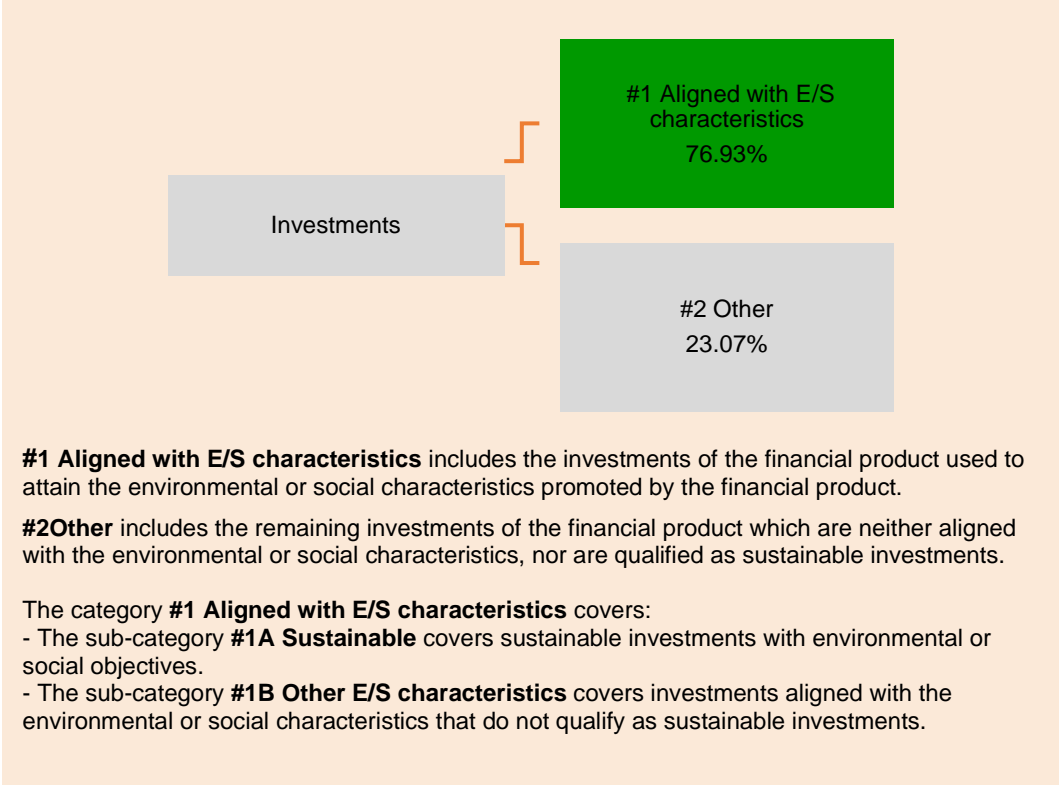 #1 Aligned with E/S
characteristics
76.93%
Investments
#2 Other
23.07%
#1 Aligned with E/S characteristics includes the investments of the financial product used to
attain the environmental or social characteristics promoted by the financial product.
#2Other includes the remaining investments of the financial product which are neither aligned
with the environmental or social characteristics, nor are qualified as sustainable investments.
The category #1 Aligned with E/S characteristics covers:
- The sub-category #1A Sustainable covers sustainable investments with environmental or
social objectives.
- The sub-category #1B Other E/S characteristics covers investments aligned with the
environmental or social characteristics that do not qualify as sustainable investments.